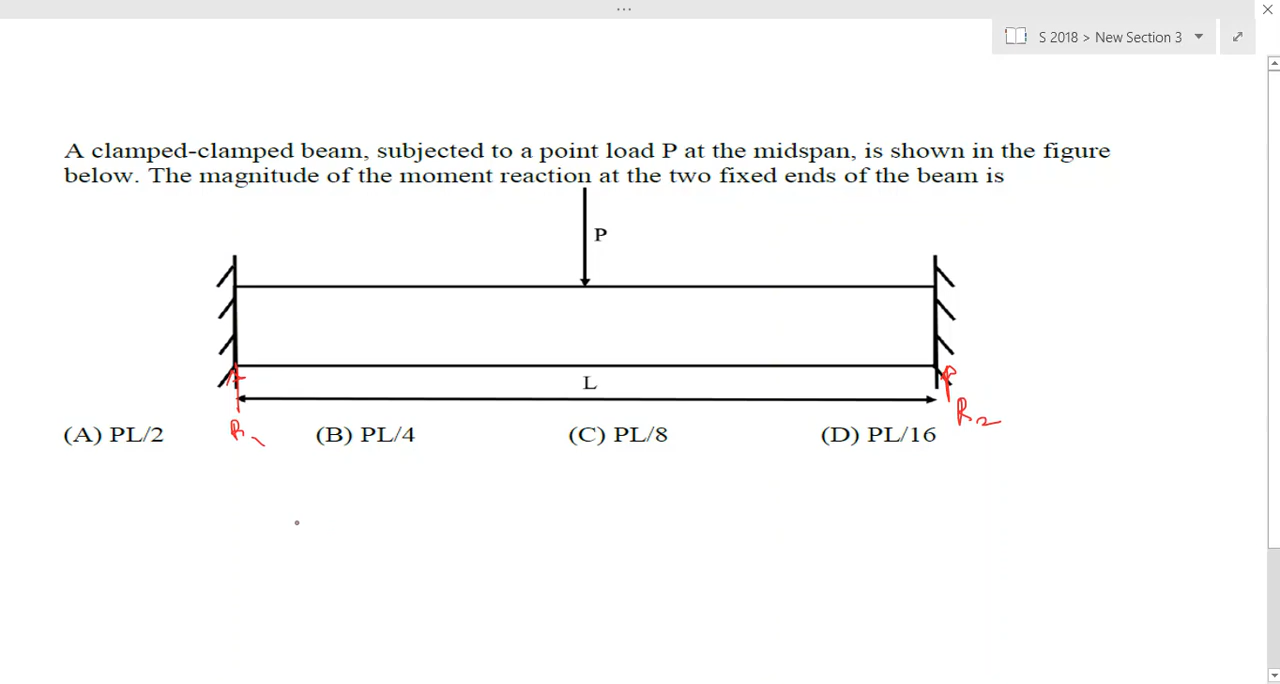 S 2018 > New Section 3
A clamped-clamped beam, subjected to a point load P at the midspan, is shown in the figure
below. The magnitude of the moment reaction at the two fixed ends of the beam is
P
L
R1
R2
(A) PL/2 (B) PL/4 (C) PL/8 (D) PL/16